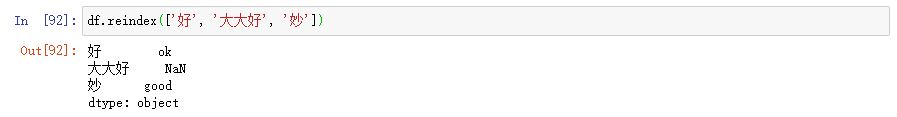 In [92]: df.reindex(['好', '大大好', '妙'])
Out[92]: 好 ok
大大好 NaN
妙 good
dtype: object